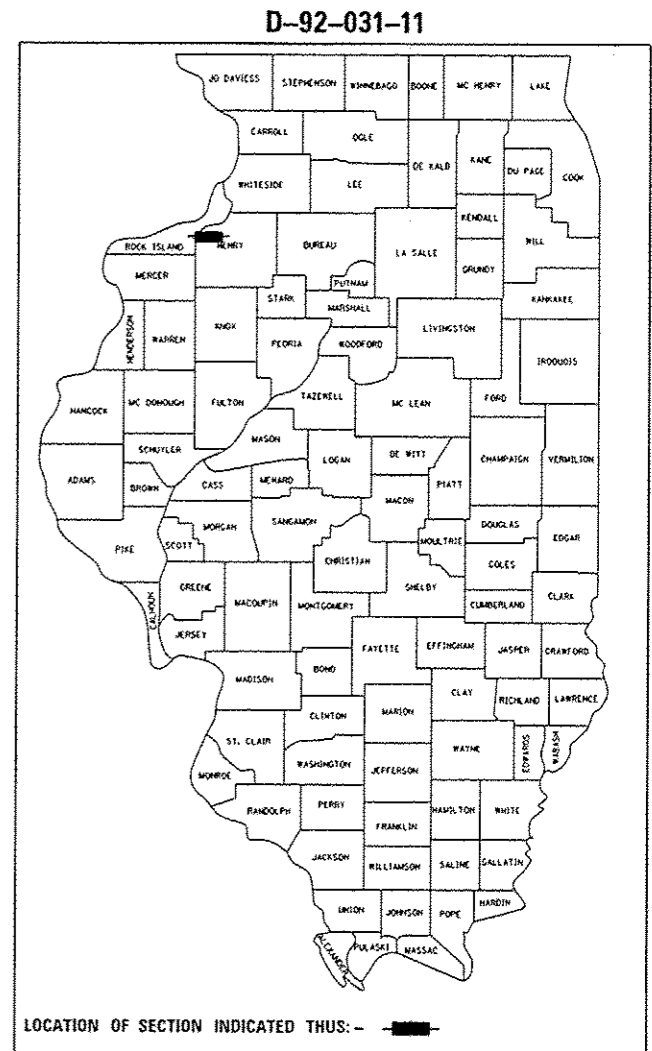 D-92-031-11
JO DAVIESS STEPHENSON WINNEBAGO BOONE MC HENRY LAKE
CARROLL OGLE
DE KALB KANE DU PAGE COOK
WHITESIDE LEE
KENDALL
ROCK ISLAND HENRY BUREAU LA SALLE GRUNDY WILL
MERCER PUTNAM
STARK MARSHALL KANKAKEE
HENDERSON WARREN KNOX PEORIA WOODFORD LIVINGSTON IROQUOIS
HANCOCK MC DONOUGH FULTON TAZEWELL MC LEAN FORD
MASON
SCHUYLER LOGAN DE WITT CHAMPAIGN VERMILION
ADAMS BROWN CASS MENARD MACON PIATT
MORGAN SANGAMON DOUGLAS
PIKE SCOTT CHRISTIAN MOULTRIE COLES EDGAR
CALHOUN GREENE MACOUPIN MONTGOMERY SHELBY CUMBERLAND CLARK
JERSEY FAYETTE EFFINGHAM JASPER CRAWFORD
MADISON BOND
CLAY RICHLAND LAWRENCE
CLINTON MARION
ST. CLAIR WASHINGTON WAYNE EDWARDS WABASH
MONROE JEFFERSON
RANDOLPH PERRY HAMILTON WHITE
FRANKLIN
JACKSON WILLIAMSON SALINE GALLATIN
UNION JOHNSON POPE HARDIN
ALEXANDER PULASKI MASSAC
LOCATION OF SECTION INDICATED THUS: -